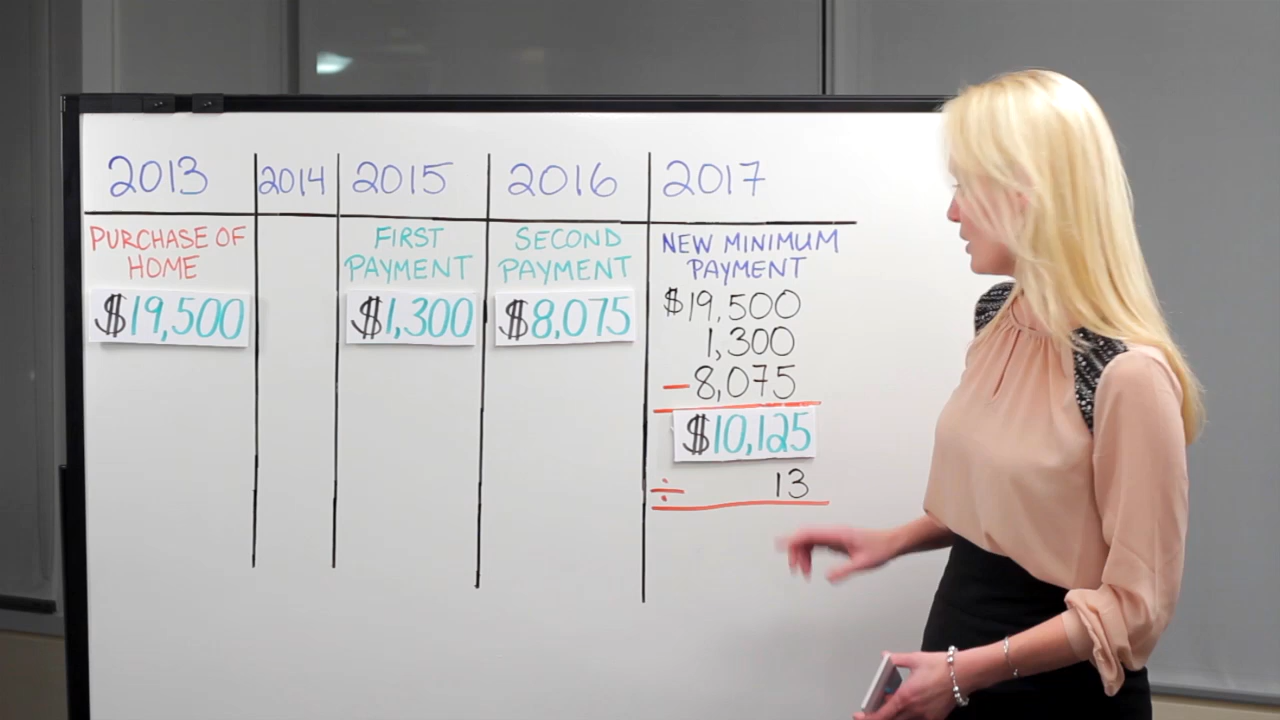 2013 2014 2015 2016 2017
PURCHASE OF
HOME
$19,500
FIRST
PAYMENT
$1,300
SECOND
PAYMENT
$8,075
NEW MINIMUM
PAYMENT
$19,500
1,300
-8,075
$10,125
÷ 13